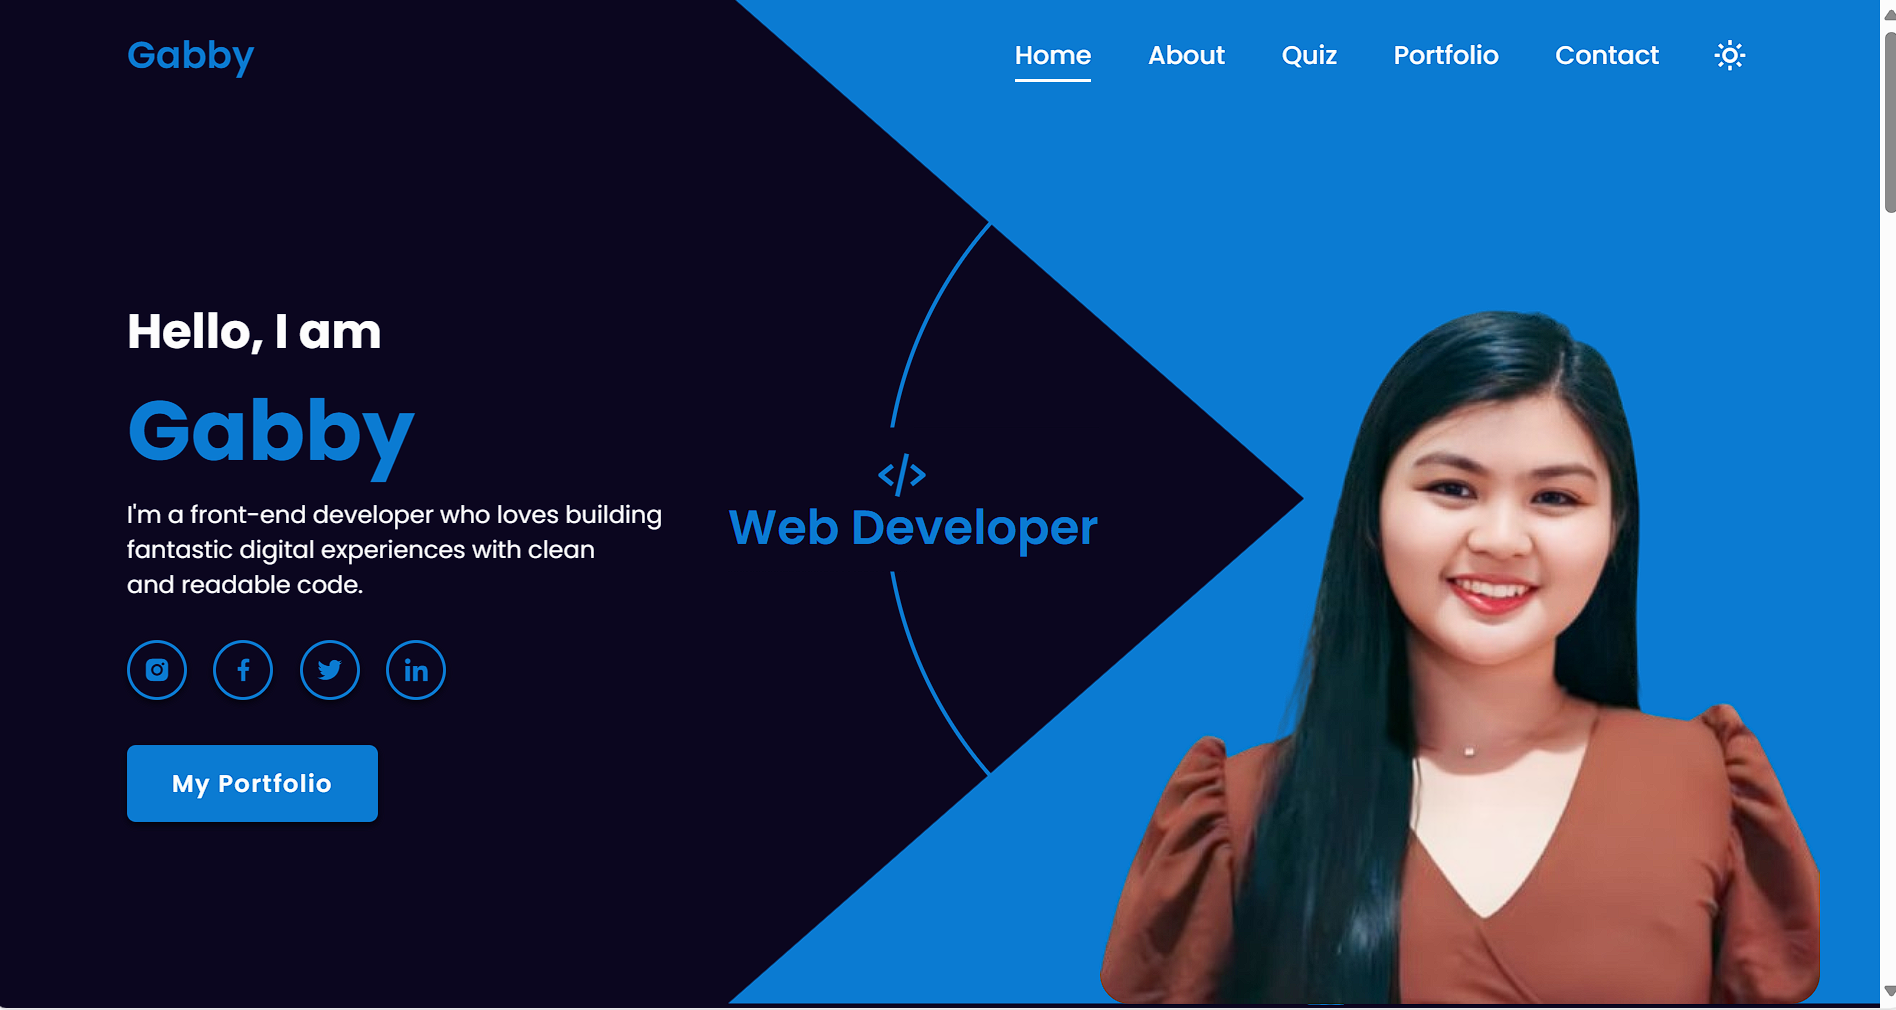 Gabby
Home About Quiz Portfolio Contact
Hello, I am
Gabby
I'm a front-end developer who loves building
fantastic digital experiences with clean
and readable code.
My Portfolio
</>
Web Developer